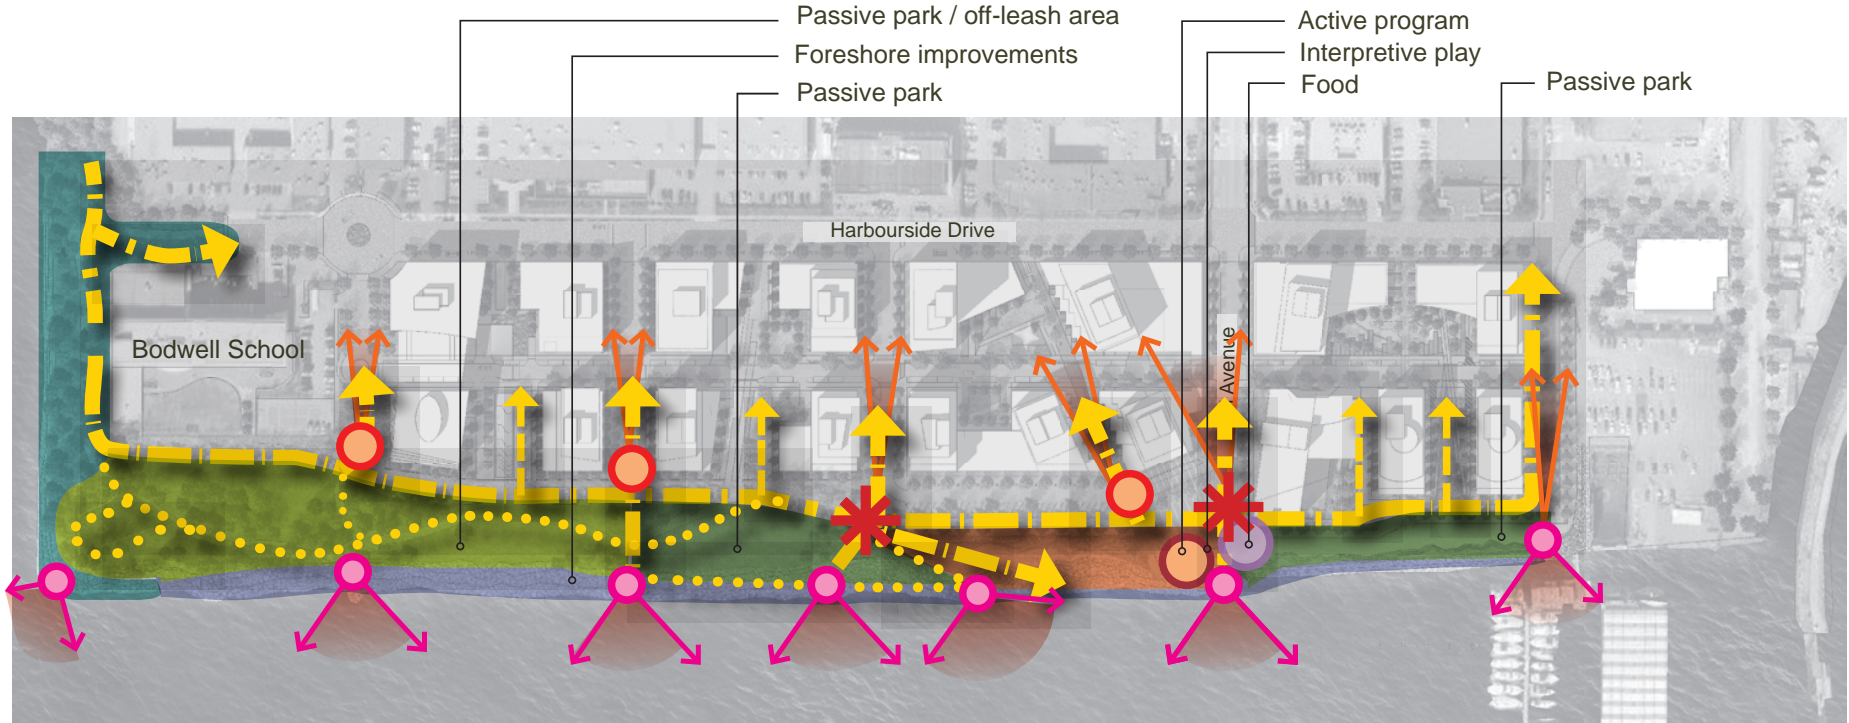 Passive park / off-leash area
Foreshore improvements
Passive park
Active program
Interpretive play
Food
Passive park
Harbourside Drive
Bodwell School
Avenue